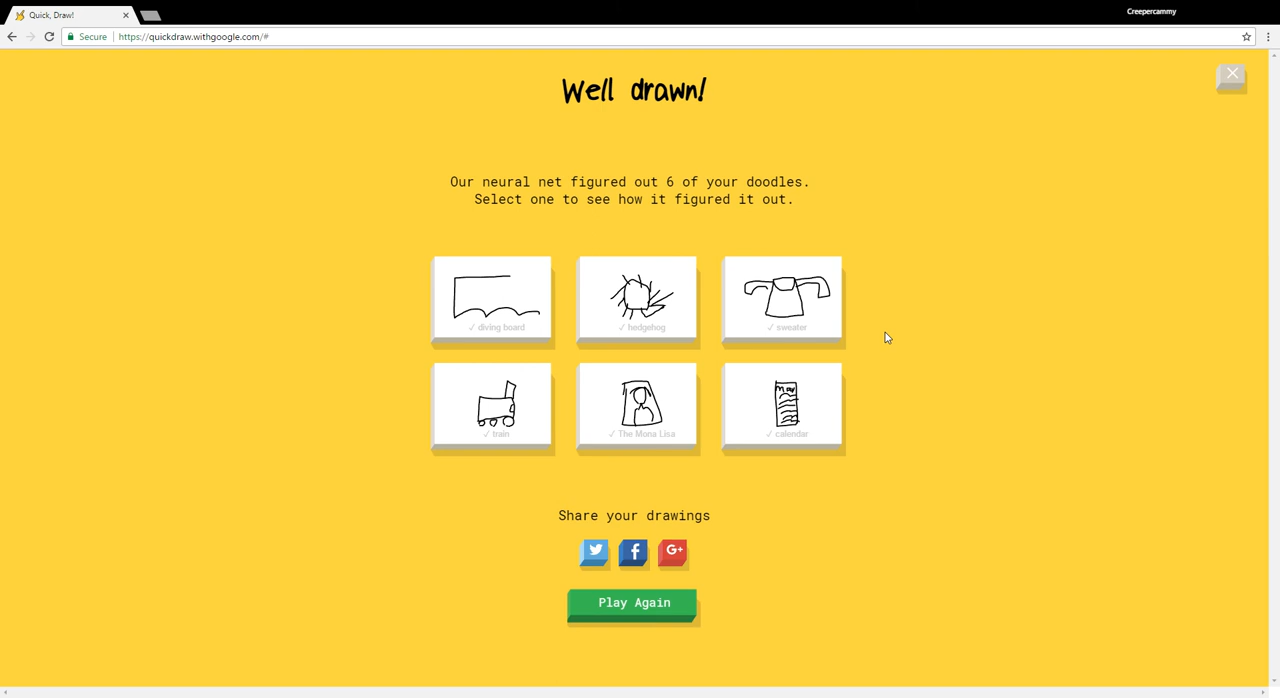 Quick, Draw!
Creepercammy
Secure
https://quickdraw.withgoogle.com/#
Well drawn!
Our neural net figured out 6 of your doodles.
Select one to see how it figured it out.
✓ diving board
✓ hedgehog
✓ sweater
✓ train
✓ The Mona Lisa
✓ calendar
Share your drawings
G+
Play Again